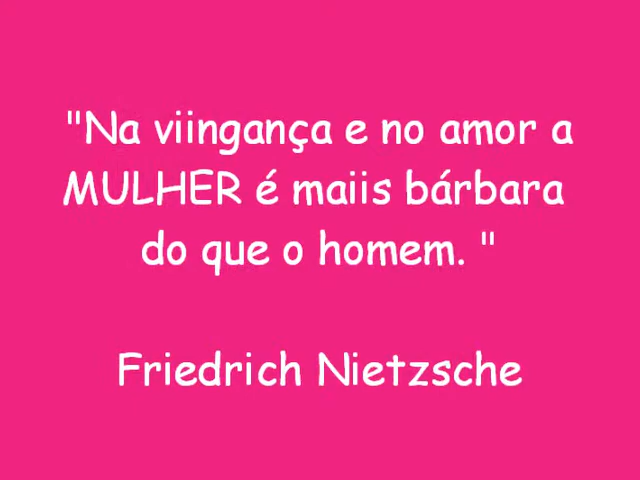 "Na viingança e no amor a
MULHER é maiis bárbara
do que o homem. "
Friedrich Nietzsche